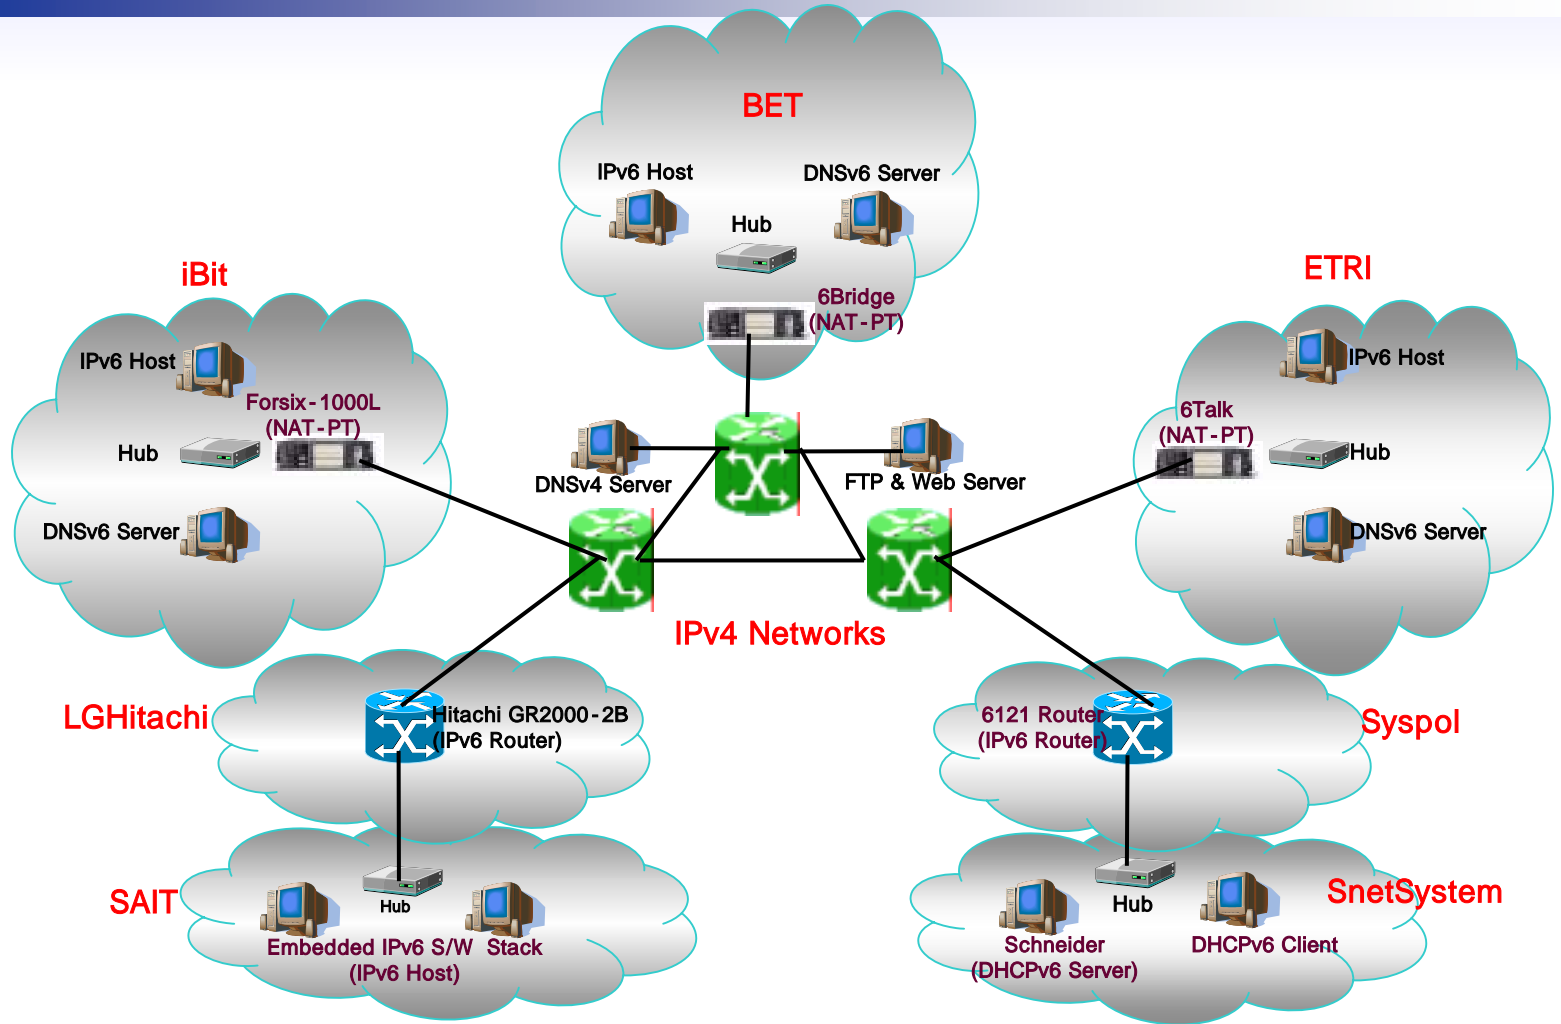 BET
IPv6 Host
DNSv6 Server
Hub
6Bridge
(NAT-PT)
iBit
IPv6 Host
Forsix-1000L
(NAT-PT)
Hub
DNSv6 Server
ETRI
IPv6 Host
6Talk
(NAT-PT)
Hub
DNSv6 Server
DNSv4 Server
FTP & Web Server
IPv4 Networks
LGHitachi
Hitachi GR2000-2B
(IPv6 Router)
6121 Router
(IPv6 Router)
Syspol
SAIT
Hub
Embedded IPv6 S/W Stack
(IPv6 Host)
SnetSystem
Hub
Schneider
(DHCPv6 Server)
DHCPv6 Client